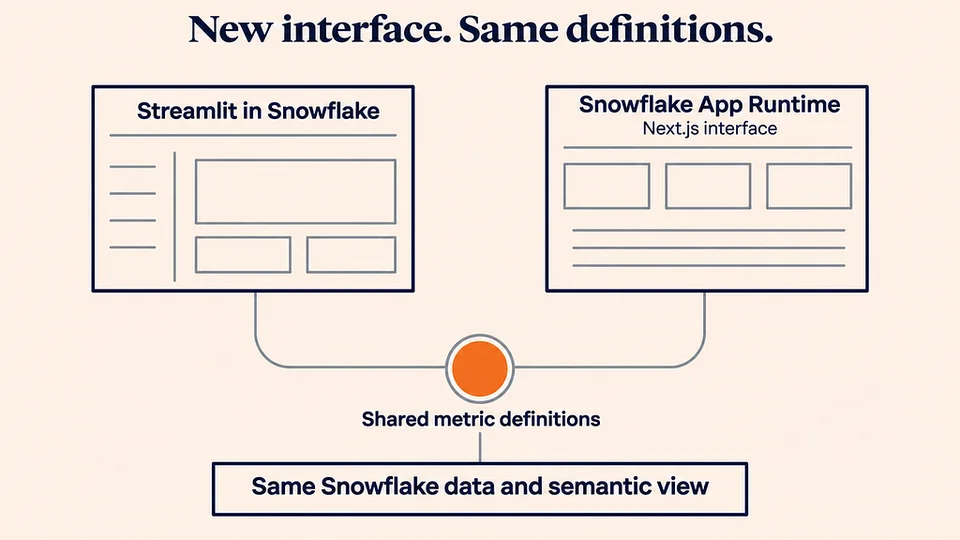 New interface. Same definitions.
Streamlit in Snowflake
Snowflake App Runtime
Next.js interface
Shared metric definitions
Same Snowflake data and semantic view